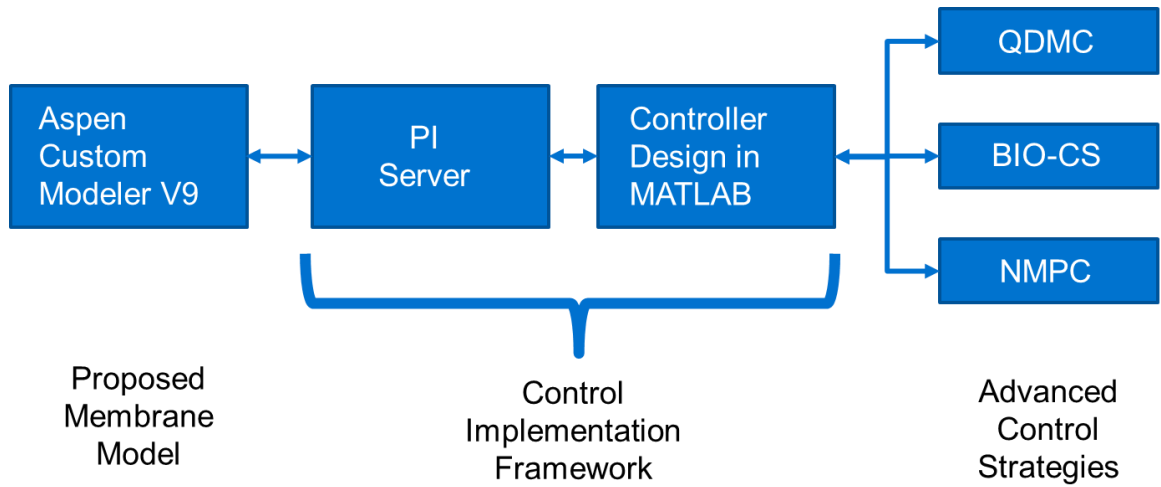 Aspen
Custom
Modeler V9
PI
Server
Controller
Design in
MATLAB
QDMC
BIO-CS
NMPC
Proposed
Membrane
Model
Control
Implementation
Framework
Advanced
Control
Strategies